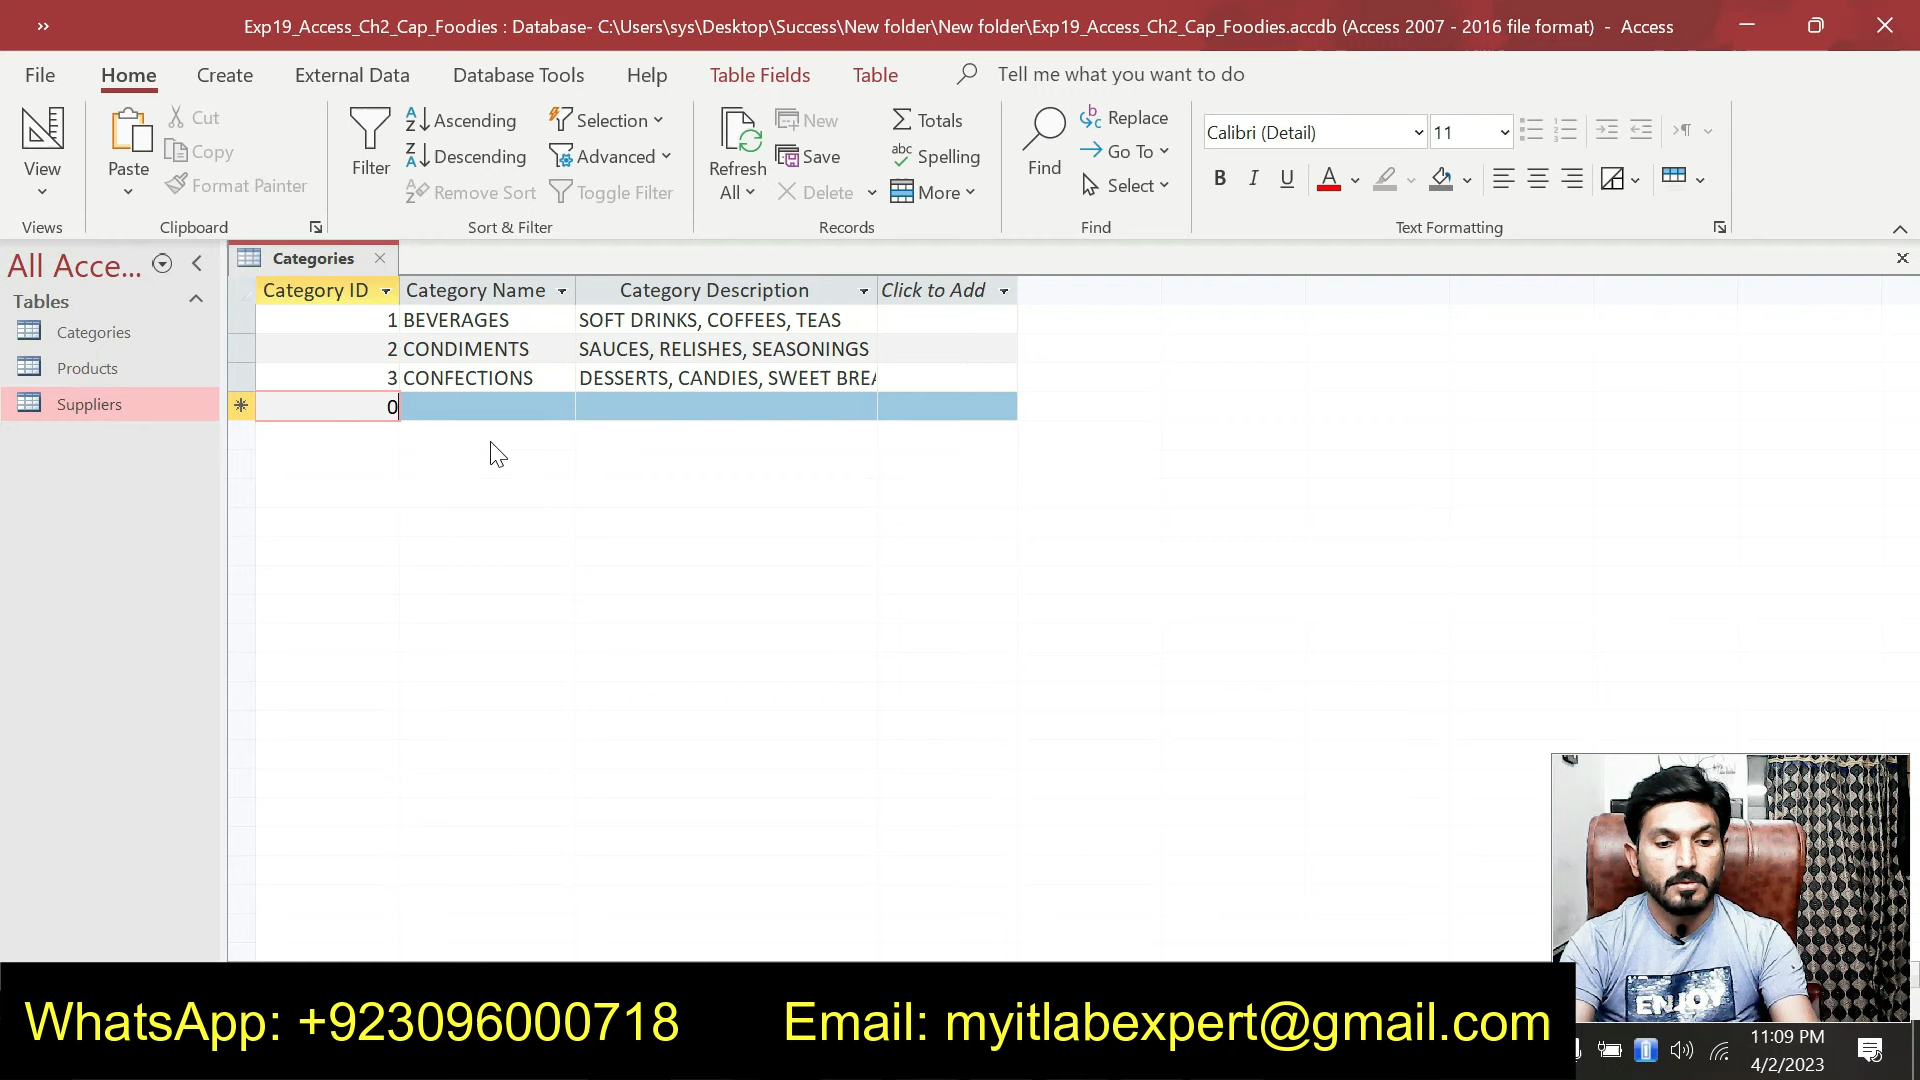 Exp19_Access_Ch2_Cap_Foodies : Database- C:\Users\sys\Desktop\Success\New folder\New folder\Exp19_Access_Ch2_Cap_Foodies.accdb (Access 2007 - 2016 file format) - Access
File Home Create External Data Database Tools Help Table Fields Table Tell me what you want to do
View
Views
Paste
Cut
Copy
Format Painter
Clipboard
Filter
Ascending
Descending
Remove Sort
Selection
Advanced
Toggle Filter
Sort & Filter
Refresh All
New
Save
Delete
Totals
Spelling
More
Records
Find
Replace
Go To
Select
Find
Calibri (Detail) 11
B I U A
Text Formatting
All Acce...
Tables
Categories
Products
Suppliers
Categories
Category ID Category Name Category Description Click to Add
1 BEVERAGES SOFT DRINKS, COFFEES, TEAS
2 CONDIMENTS SAUCES, RELISHES, SEASONINGS
3 CONFECTIONS DESSERTS, CANDIES, SWEET BREA
0
ENJOY
WhatsApp: +923096000718 Email: myitlabexpert@gmail.com
11:09 PM
4/2/2023